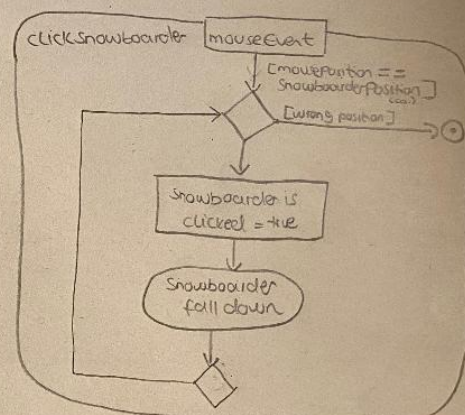 clicksnowboarder
mouseEvent
[mousePosition ==
SnowboarderPosition]
[wrong position]
Snowboarder is
clicked = true
Snowboarder
fall down